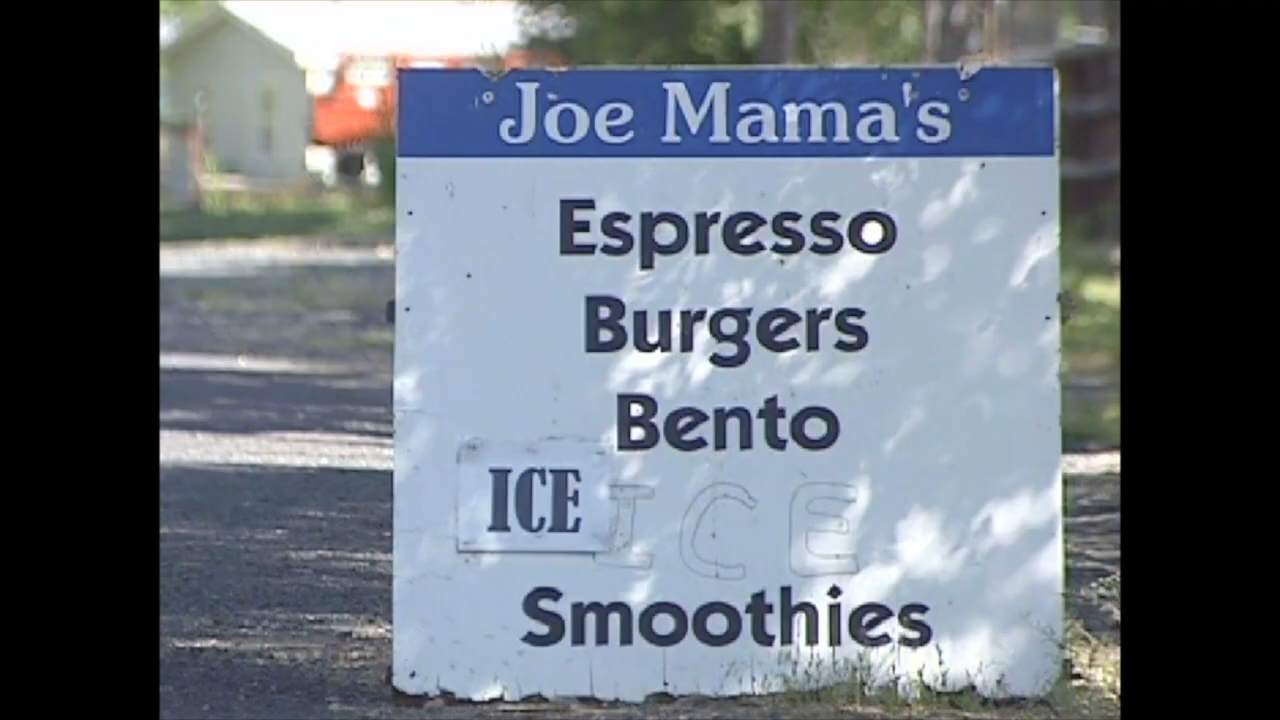 Joe Mama's
Espresso
Burgers
Bento
ICE ICE
Smoothies